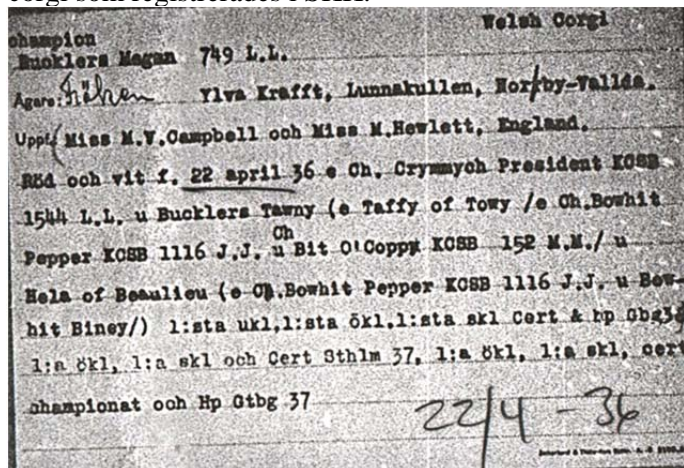 corgi som registrerades i SKK.
Welsh Corgi
champion
Bucklers Megan 749 L.L.
Ägare: Fröken Ylva Krafft, Lunnakullen, Norrby-Vallda.
Uppf. Miss M.V.Campbell och Miss M.Hewlett, England.
Röd och vit f. 22 april 36 e Ch. Crymmych President KCSB
1544 L.L. u Bucklers Tawny (e Taffy of Towy /e Ch.Bowhit
Ch
Pepper KCSB 1116 J.J. u Bit O'Coppy KCSB 152 M.M./ u
Hela of Beaulieu (e Ch.Bowhit Pepper KCSB 1116 J.J. u Bow-
hit Biney/) 1:sta ukl,1:sta ökl,1:sta skl Cert & hp Gbg36
1:a ökl, 1:a skl och Cert Sthlm 37, 1:a ökl, 1:a skl, cert
championat och Hp Gtbg 37
22/4 - 36